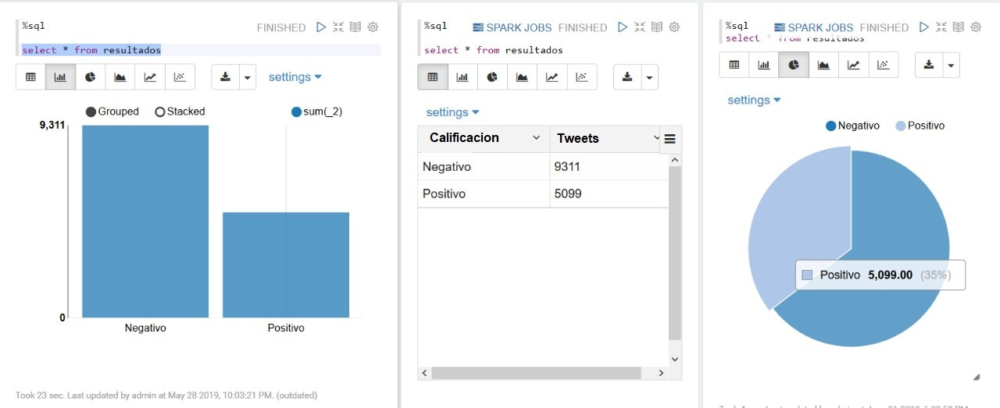 %sql
FINISHED
select * from resultados
settings
Grouped
Stacked
sum(_2)
9,311
0
Negativo
Positivo
Took 23 sec. Last updated by admin at May 28 2019, 10:03:21 PM. (outdated)
%sql
SPARK JOBS FINISHED
select * from resultados
settings
Calificacion Tweets
Negativo 9311
Positivo 5099
%sql
SPARK JOBS FINISHED
select * from resultados
settings
Negativo
Positivo
Positivo 5,099.00 (35%)